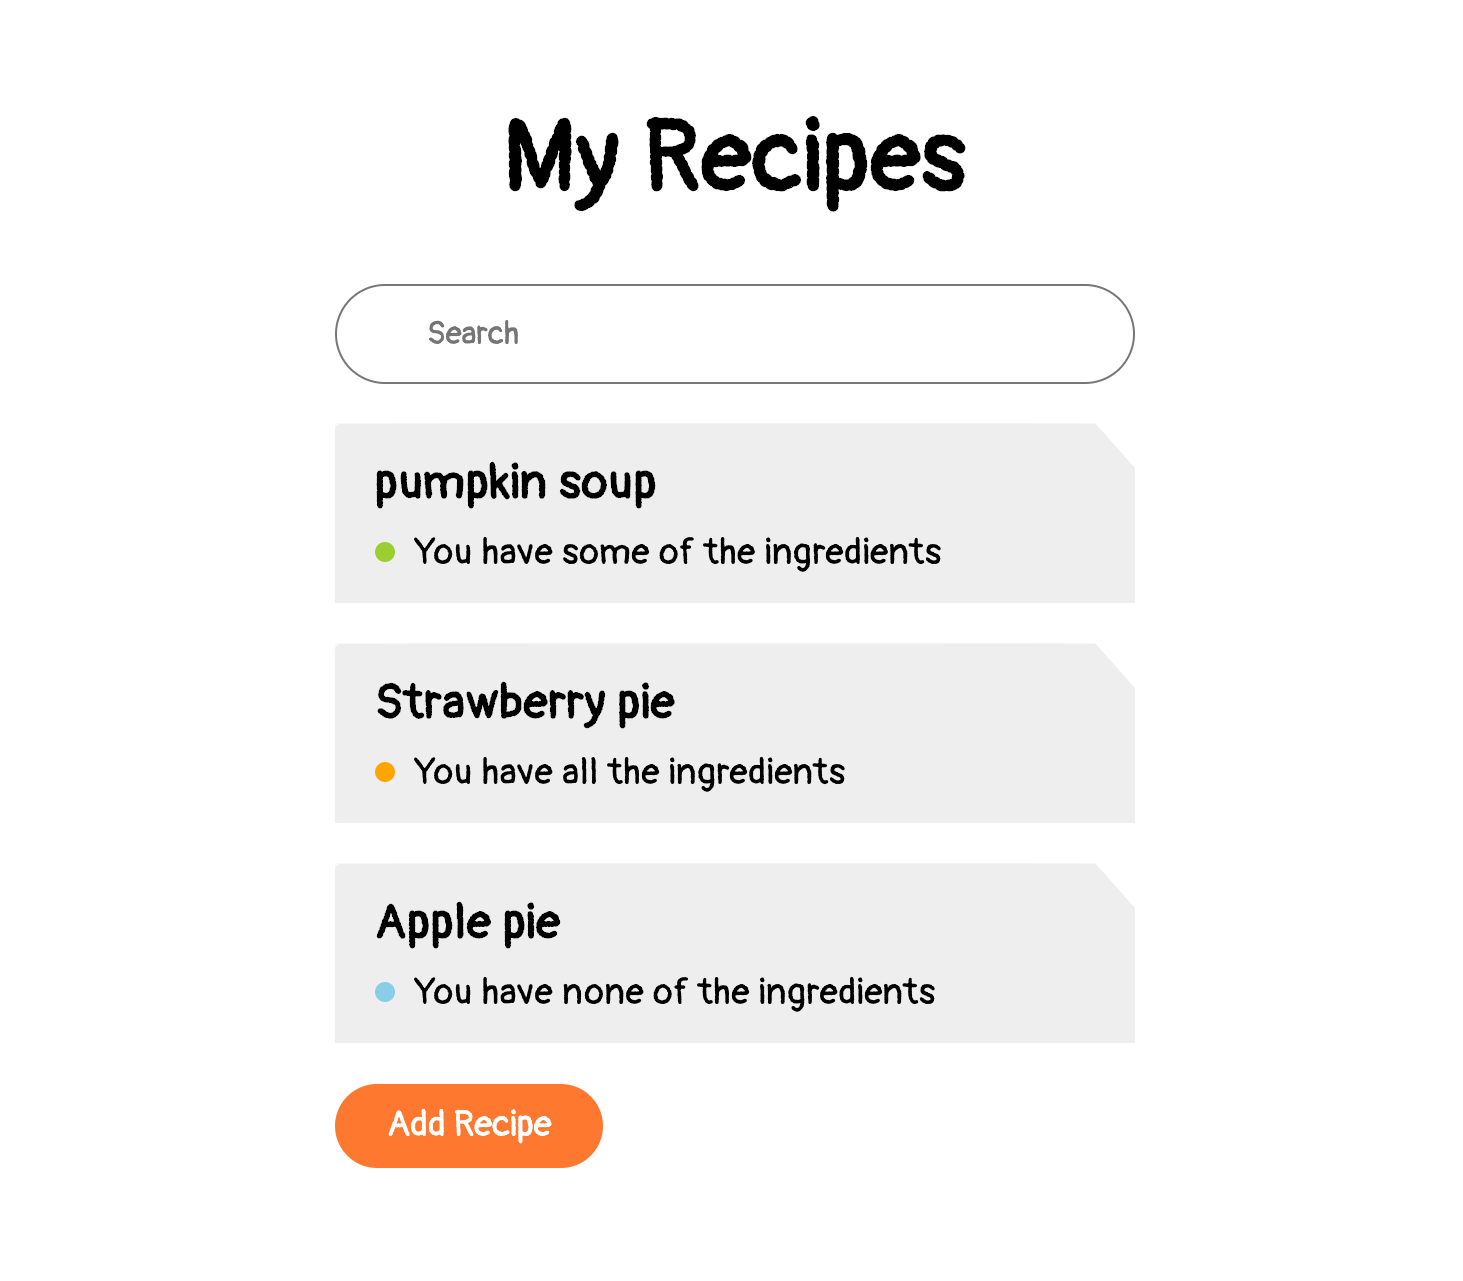 My Recipes
Search
pumpkin soup
You have some of the ingredients
Strawberry pie
You have all the ingredients
Apple pie
You have none of the ingredients
Add Recipe